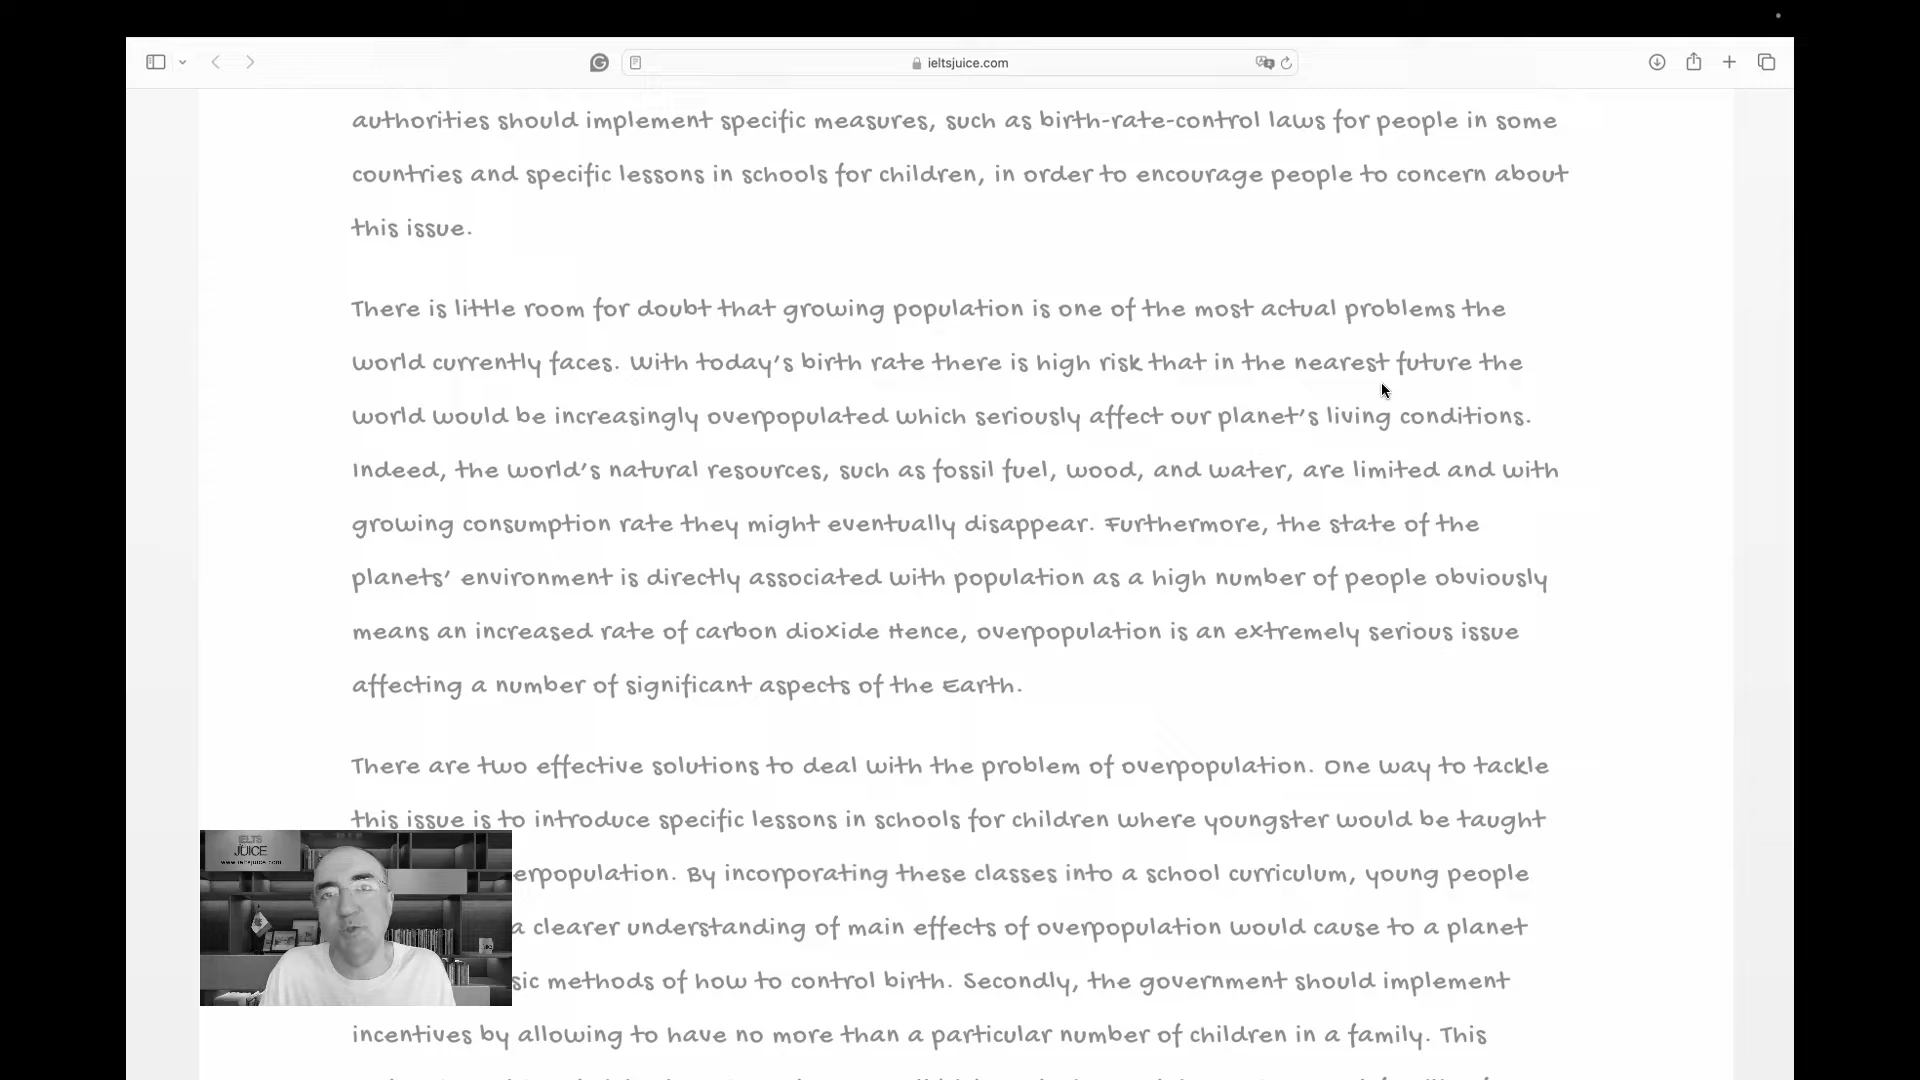 ieltsjuice.com
authorities should implement specific measures, such as birth-rate-control laws for people in some
countries and specific lessons in schools for children, in order to encourage people to concern about
this issue.
There is little room for doubt that growing population is one of the most actual problems the
world currently faces. With today's birth rate there is high risk that in the nearest future the
world would be increasingly overpopulated which seriously affect our planet's living conditions.
Indeed, the world's natural resources, such as fossil fuel, wood, and water, are limited and with
growing consumption rate they might eventually disappear. Furthermore, the state of the
planets' environment is directly associated with population as a high number of people obviously
means an increased rate of carbon dioxide Hence, overpopulation is an extremely serious issue
affecting a number of significant aspects of the Earth.
There are two effective solutions to deal with the problem of overpopulation. One way to tackle
this issue is to introduce specific lessons in schools for children where youngster would be taught
erpopulation. By incorporating these classes into a school curriculum, young people
a clearer understanding of main effects of overpopulation would cause to a planet
sic methods of how to control birth. Secondly, the government should implement
incentives by allowing to have no more than a particular number of children in a family. This
IELTS
JUICE
www.ieltsjuice.com